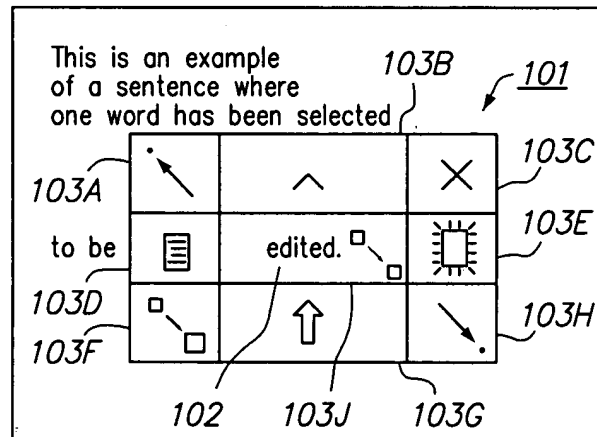 This is an example
of a sentence where
one word has been selected
103B
101
103A
103C
to be
edited.
103E
103D
103F
103H
102
103J
103G